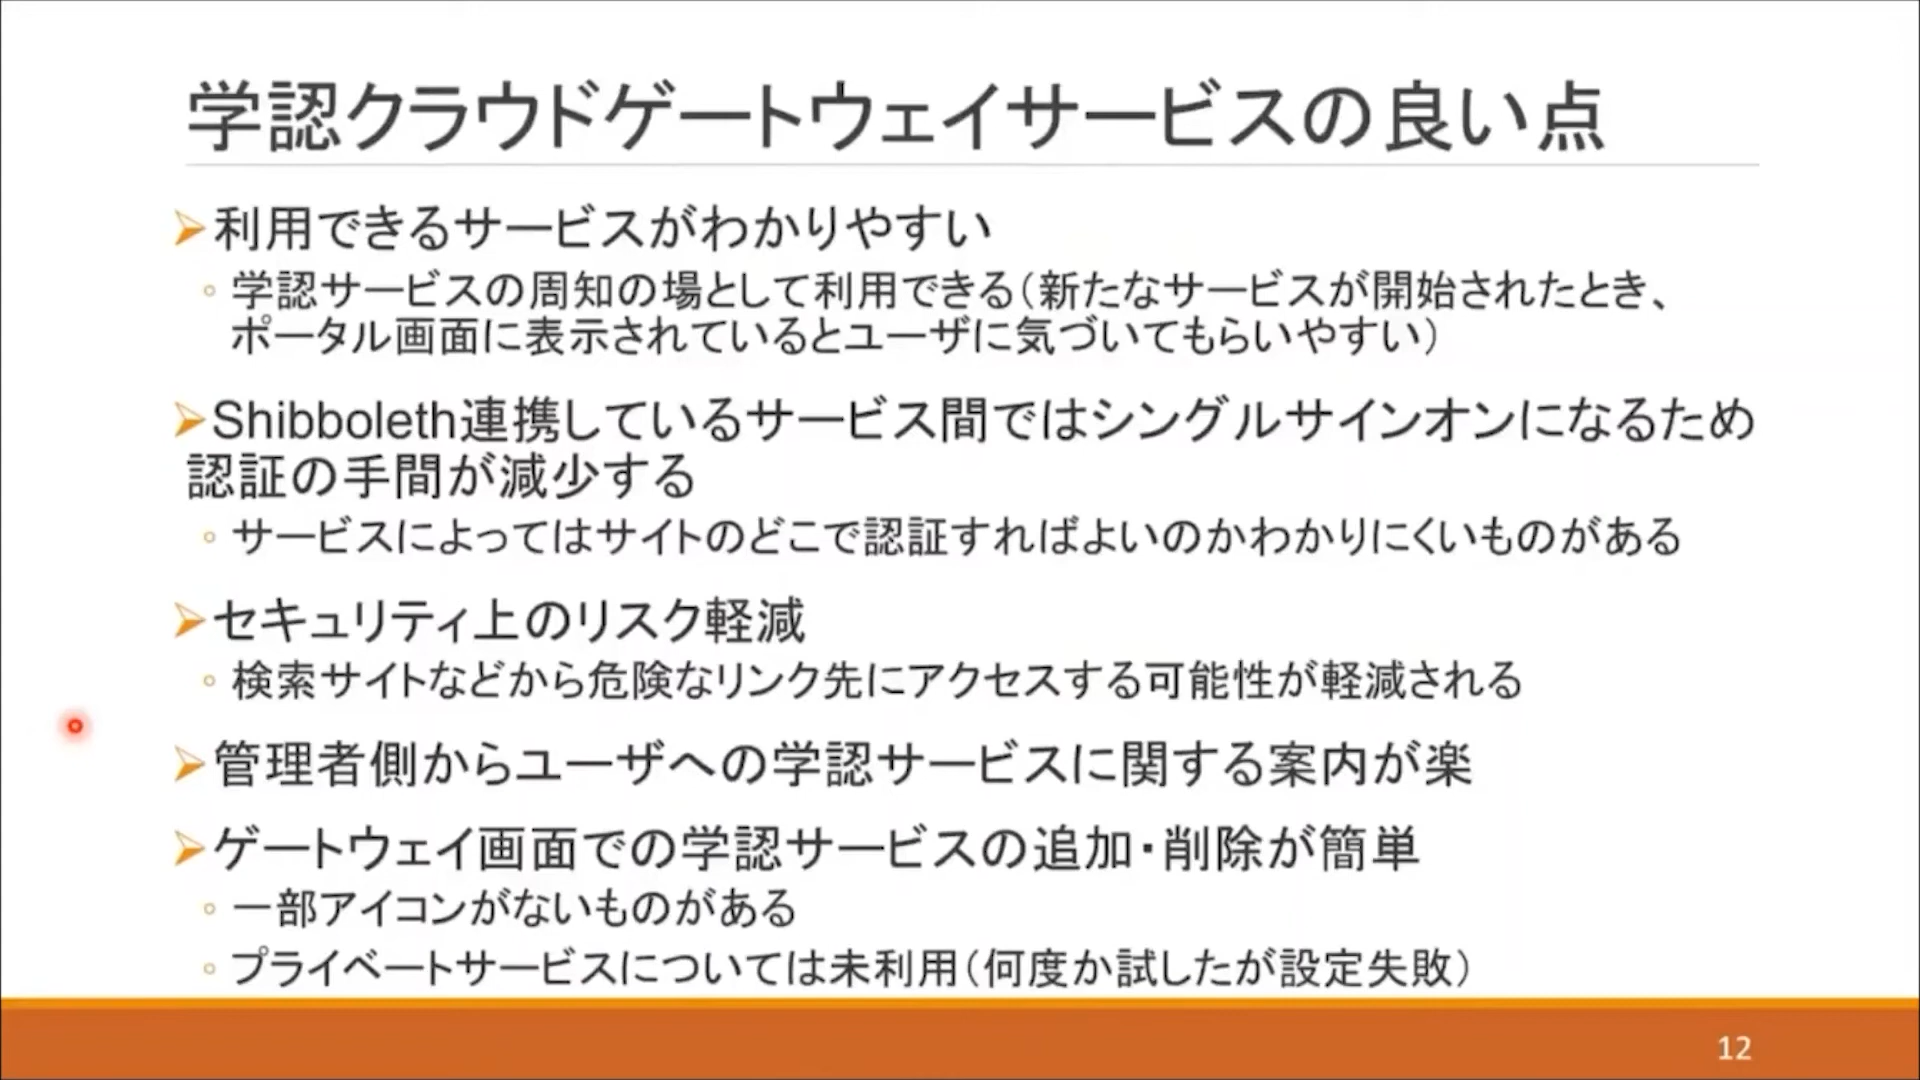 学認クラウドゲートウェイサービスの良い点
➢利用できるサービスがわかりやすい
◦ 学認サービスの周知の場として利用できる（新たなサービスが開始されたとき、
ポータル画面に表示されているとユーザに気づいてもらいやすい）
➢Shibboleth連携しているサービス間ではシングルサインオンになるため
認証の手間が減少する
◦ サービスによってはサイトのどこで認証すればよいのかわかりにくいものがある
➢セキュリティ上のリスク軽減
◦ 検索サイトなどから危険なリンク先にアクセスする可能性が軽減される
➢管理者側からユーザへの学認サービスに関する案内が楽
➢ゲートウェイ画面での学認サービスの追加・削除が簡単
◦ 一部アイコンがないものがある
◦ プライベートサービスについては未利用（何度か試したが設定失敗）
12